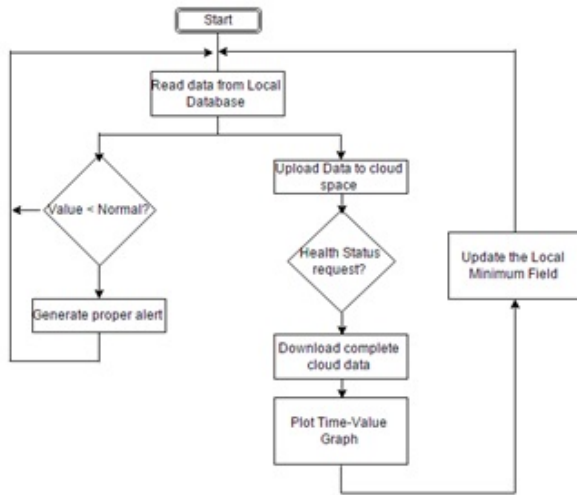 Start
Read data from Local
Database
Value < Normal?
Generate proper alert
Upload Data to cloud
space
Health Status
request?
Download complete
cloud data
Plot Time-Value
Graph
Update the Local
Minimum Field